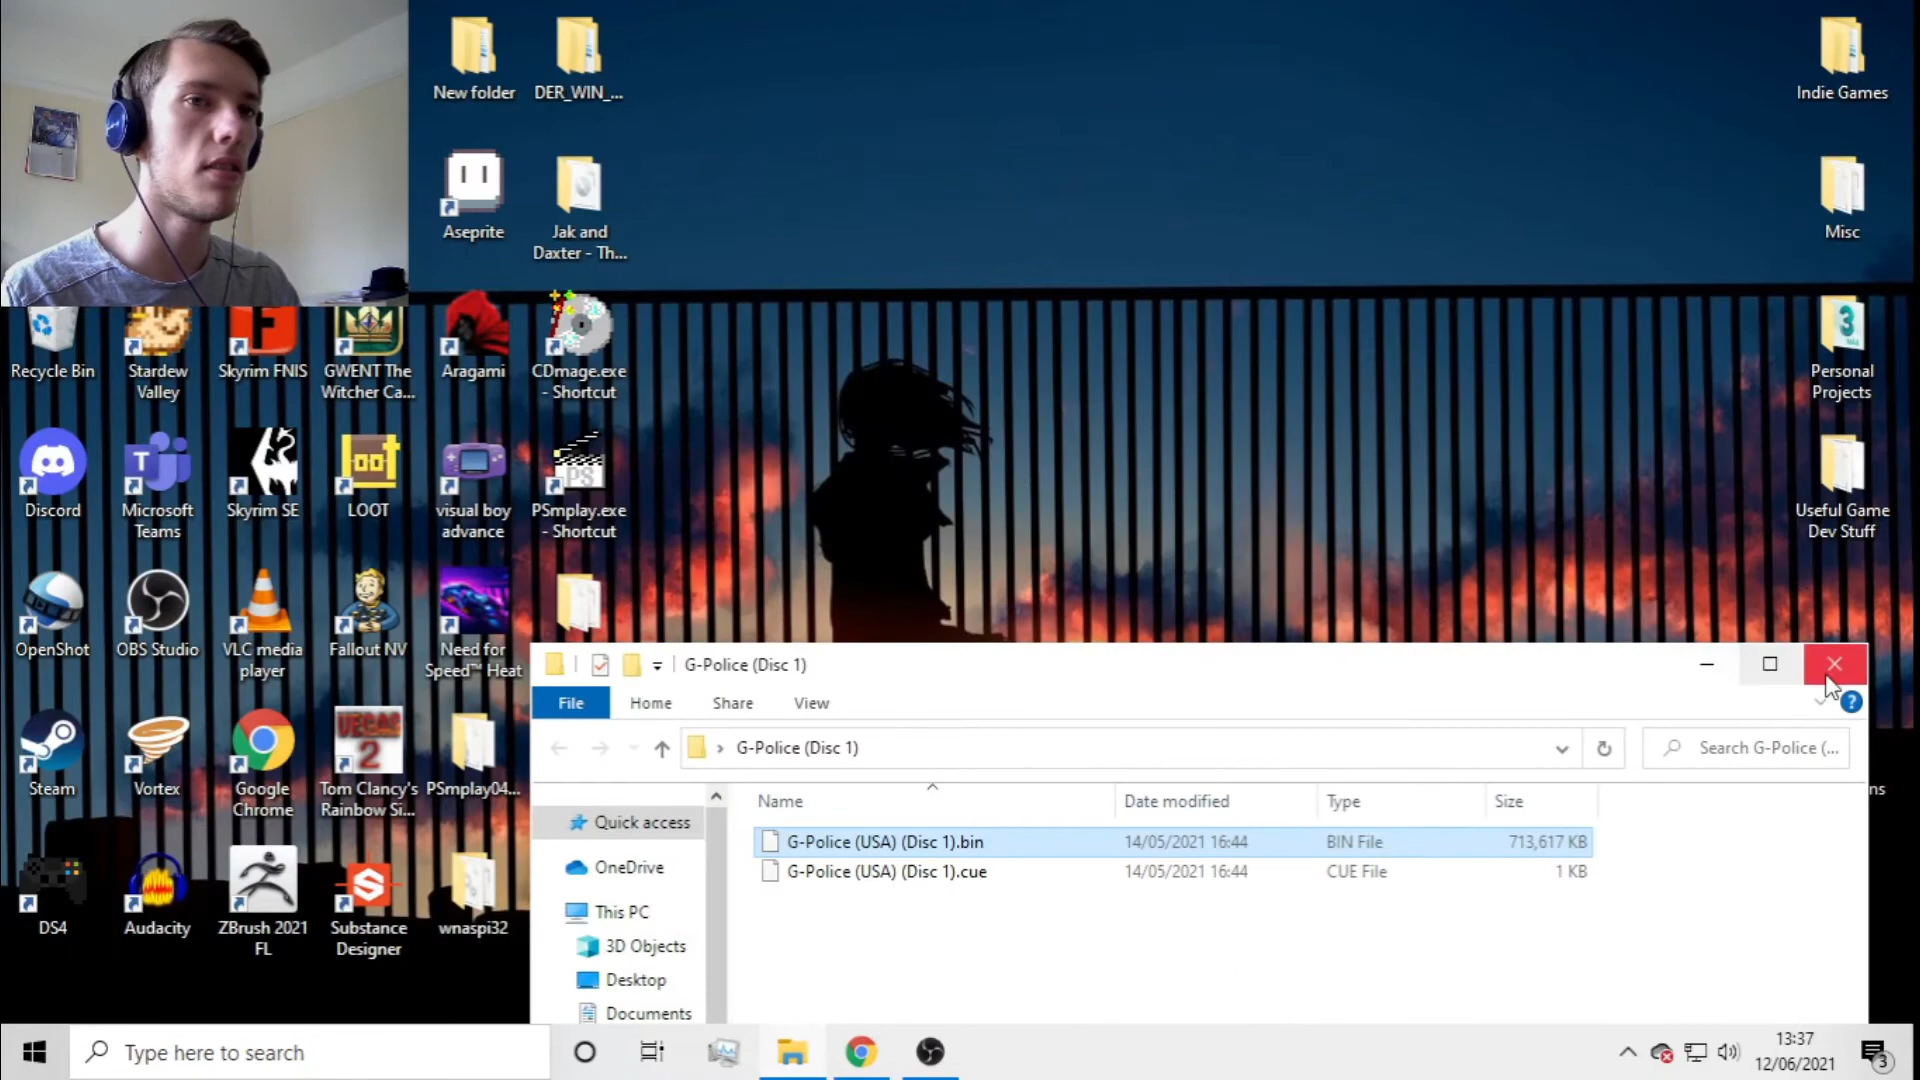 New folder
DER_WIN_...
Indie Games
Aseprite
Jak and
Daxter - Th...
Misc
Recycle Bin
Stardew
Valley
Skyrim FNIS
GWENT The
Witcher Ca...
Aragami
CDmage.exe
- Shortcut
Personal
Projects
Discord
Microsoft
Teams
Skyrim SE
LOOT
visual boy
advance
PSmplay.exe
- Shortcut
Useful Game
Dev Stuff
OpenShot
OBS Studio
VLC media
player
Fallout NV
Need for
Speed™ Heat
G-Police (Disc 1)
File
Home
Share
View
G-Police (Disc 1)
Search G-Police (...
Steam
Vortex
Google
Chrome
VEGAS
2
Tom Clancy's
Rainbow Si...
PSmplay04...
ns
Name
Date modified
Type
Size
Quick access
G-Police (USA) (Disc 1).bin
14/05/2021 16:44
BIN File
713,617 KB
OneDrive
G-Police (USA) (Disc 1).cue
14/05/2021 16:44
CUE File
1 KB
This PC
3D Objects
Desktop
Documents
DS4
Audacity
ZBrush 2021
FL
Substance
Designer
wnaspi32
Type here to search
13:37
12/06/2021
3